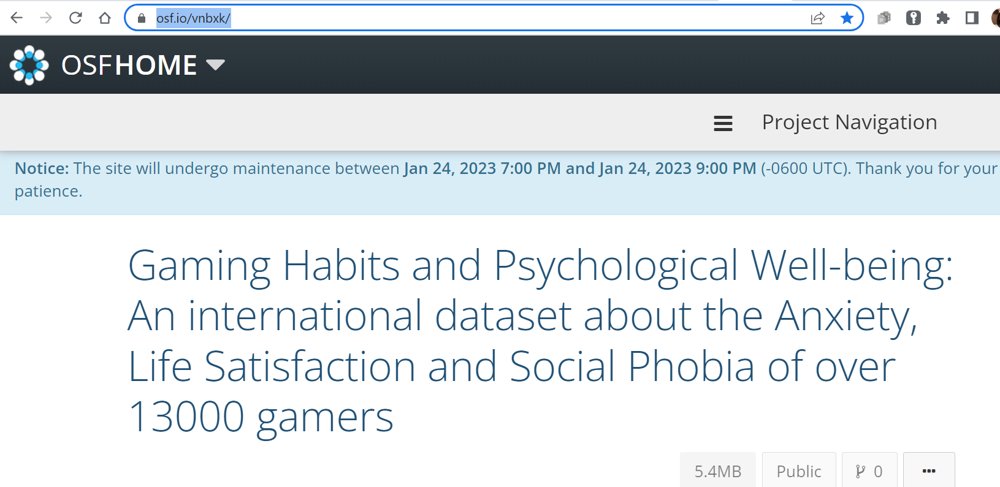 osf.io/vnbxk/
OSFHOME
Project Navigation
Notice: The site will undergo maintenance between Jan 24, 2023 7:00 PM and Jan 24, 2023 9:00 PM (-0600 UTC). Thank you for your
patience.
Gaming Habits and Psychological Well-being:
An international dataset about the Anxiety,
Life Satisfaction and Social Phobia of over
13000 gamers
5.4MB Public 0 ...